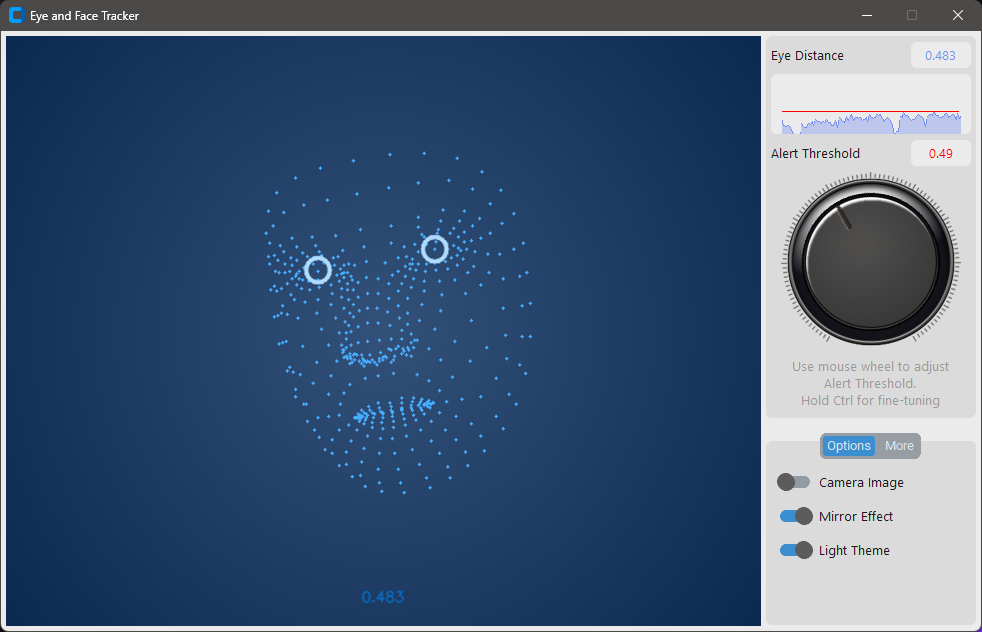 Eye and Face Tracker
Eye Distance
0.483
Alert Threshold
0.49
Use mouse wheel to adjust
Alert Threshold.
Hold Ctrl for fine-tuning
Options
More
Camera Image
Mirror Effect
Light Theme
0.483